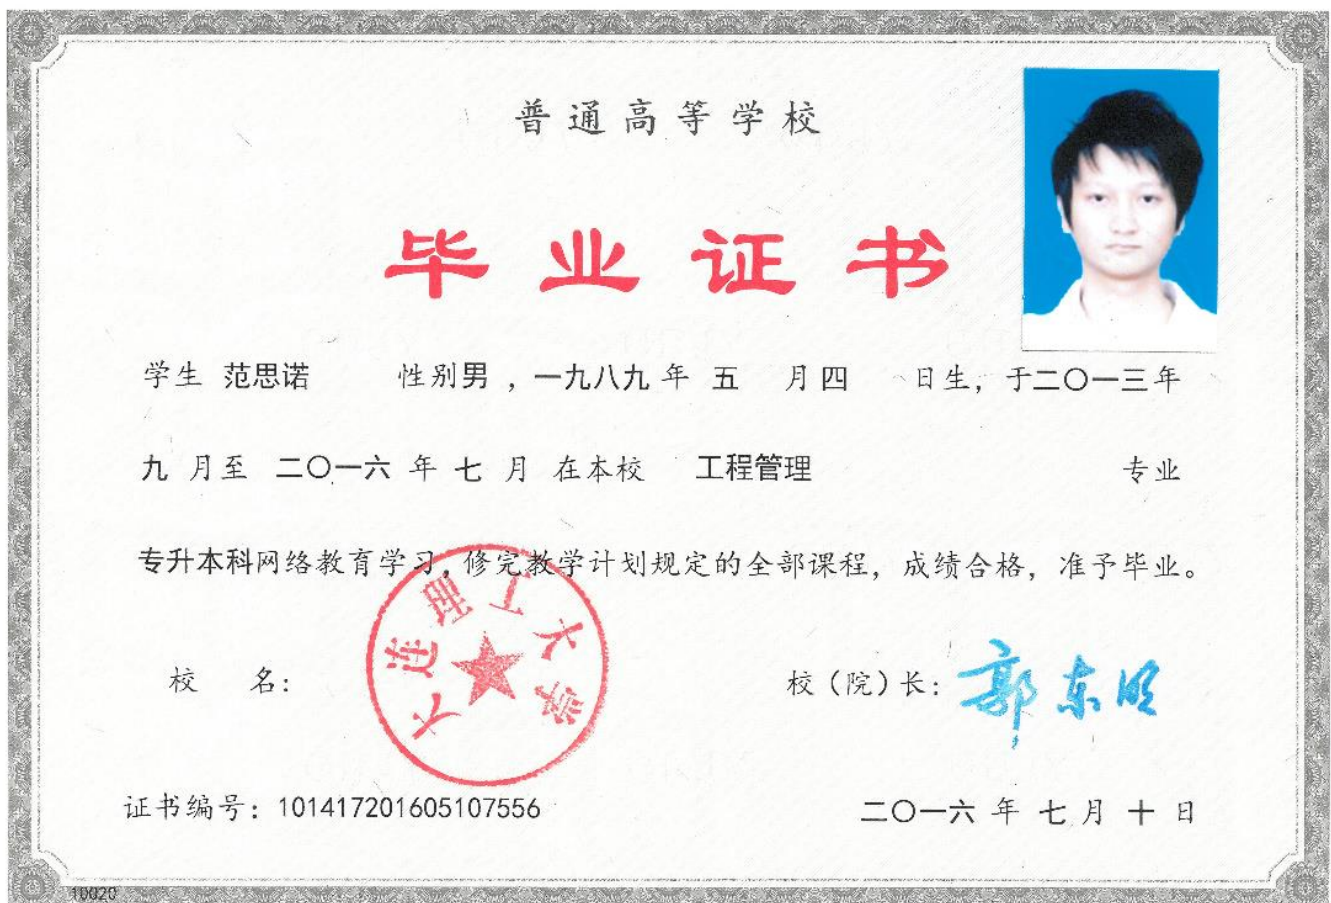 普通高等学校
毕业证书
学生 范思诺 性别男，一九八九年 五 月四 日生，于二〇一三年
九 月至 二〇一六 年 七 月 在本校 工程管理 专业
专升本科网络教育学习，修完教学计划规定的全部课程，成绩合格，准予毕业。
大连理工大学
校 名：
校（院）长：郭东明
证书编号：101417201605107556
二〇一六 年 七 月 十 日
10020